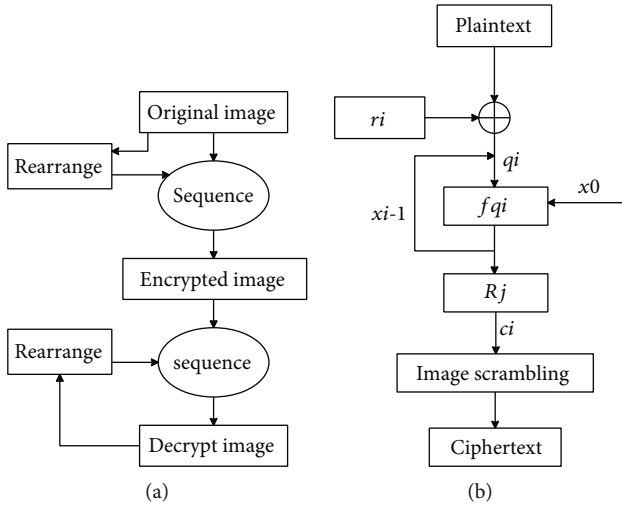 Original image
Rearrange
Sequence
Encrypted image
Rearrange
sequence
Decrypt image
(a)
Plaintext
ri
qi
xi-1
fqi
x0
Rj
ci
Image scrambling
Ciphertext
(b)